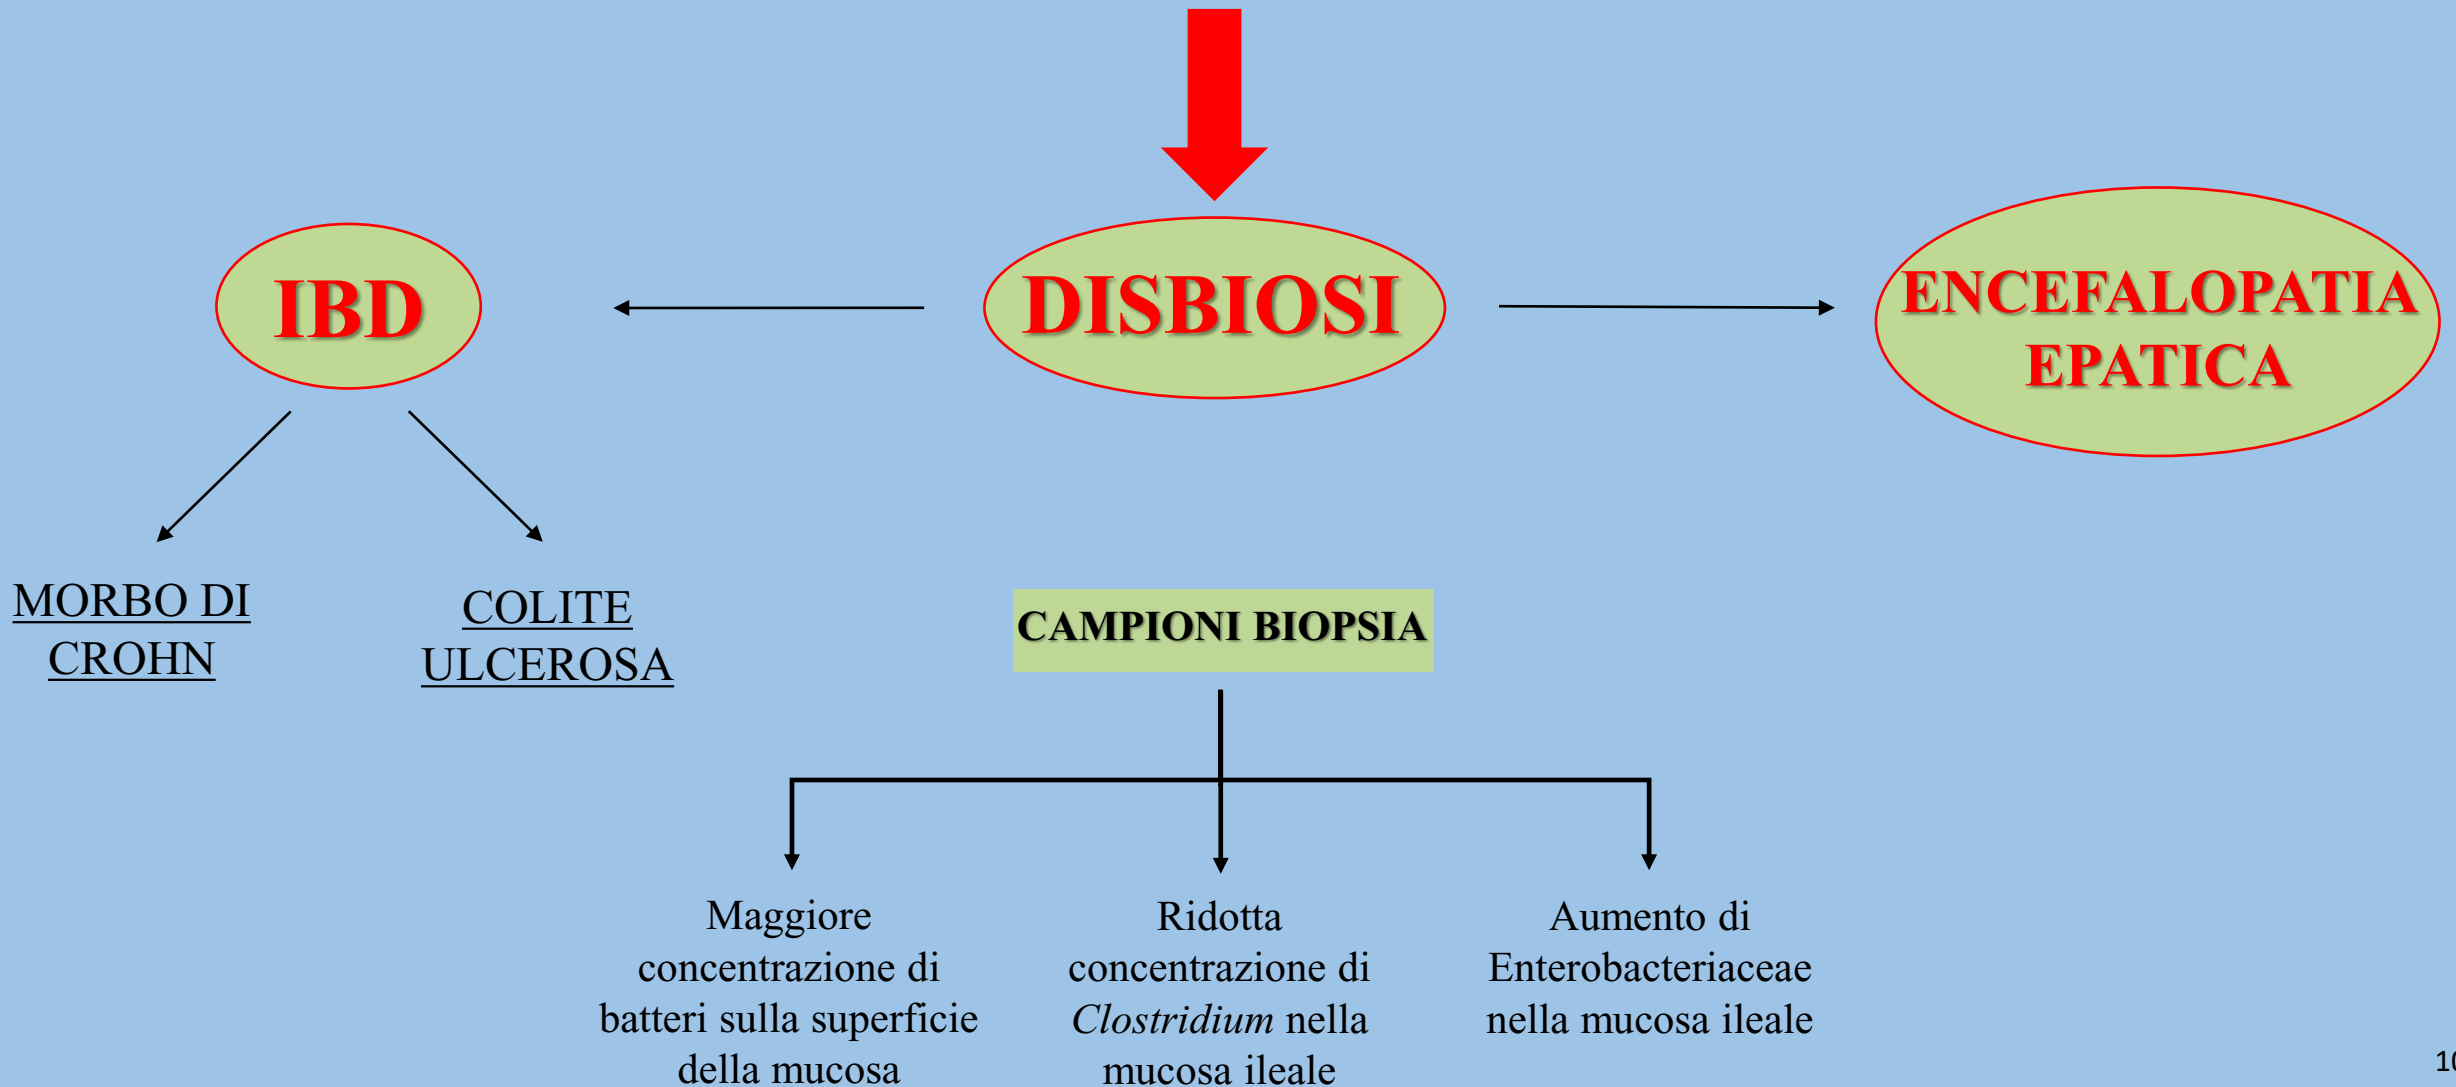 IBD
DISBIOSI
ENCEFALOPATIA
EPATICA
MORBO DI
CROHN
COLITE
ULCEROSA
CAMPIONI BIOPSIA
Maggiore
concentrazione di
batteri sulla superficie
della mucosa
Ridotta
concentrazione di
Clostridium nella
mucosa ileale
Aumento di
Enterobacteriaceae
nella mucosa ileale
10